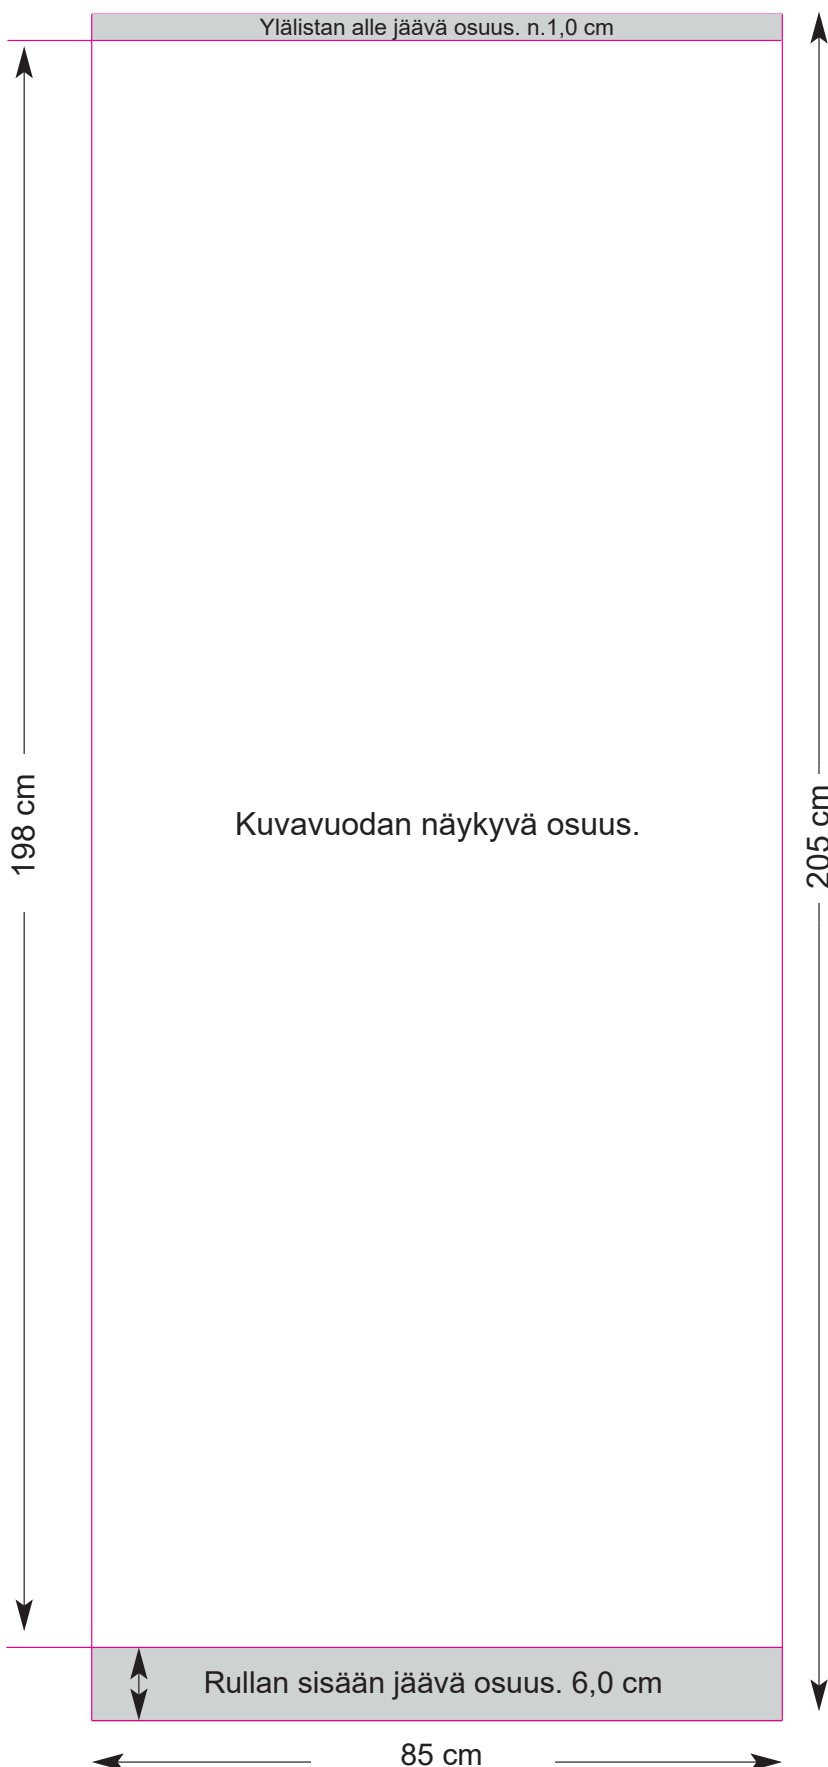 Ylälistan alle jäävä osuus. n.1,0 cm
198 cm
Kuvavuodan näykyvä osuus.
205 cm
Rullan sisään jäävä osuus. 6,0 cm
85 cm